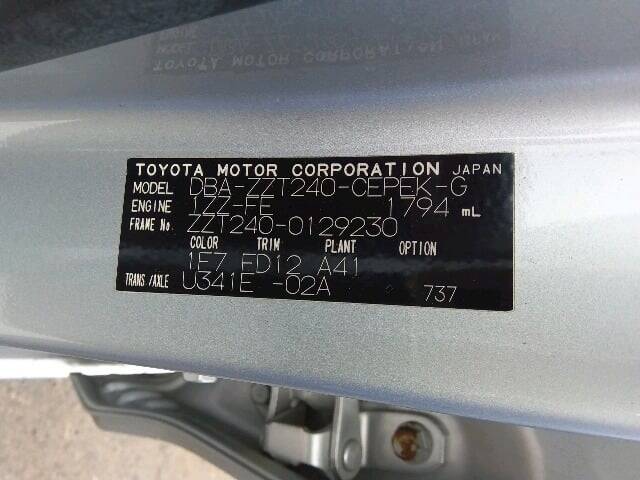 TOYOTA MOTOR CORPORATION JAPAN
MODEL DBA-ZZT240-CEPEK-G
ENGINE 1ZZ-FE 1794 mL
FRAME No. ZZT240-0129230
COLOR TRIM PLANT OPTION
1E7 FD12 A41
TRANS/AXLE U341E -02A 737